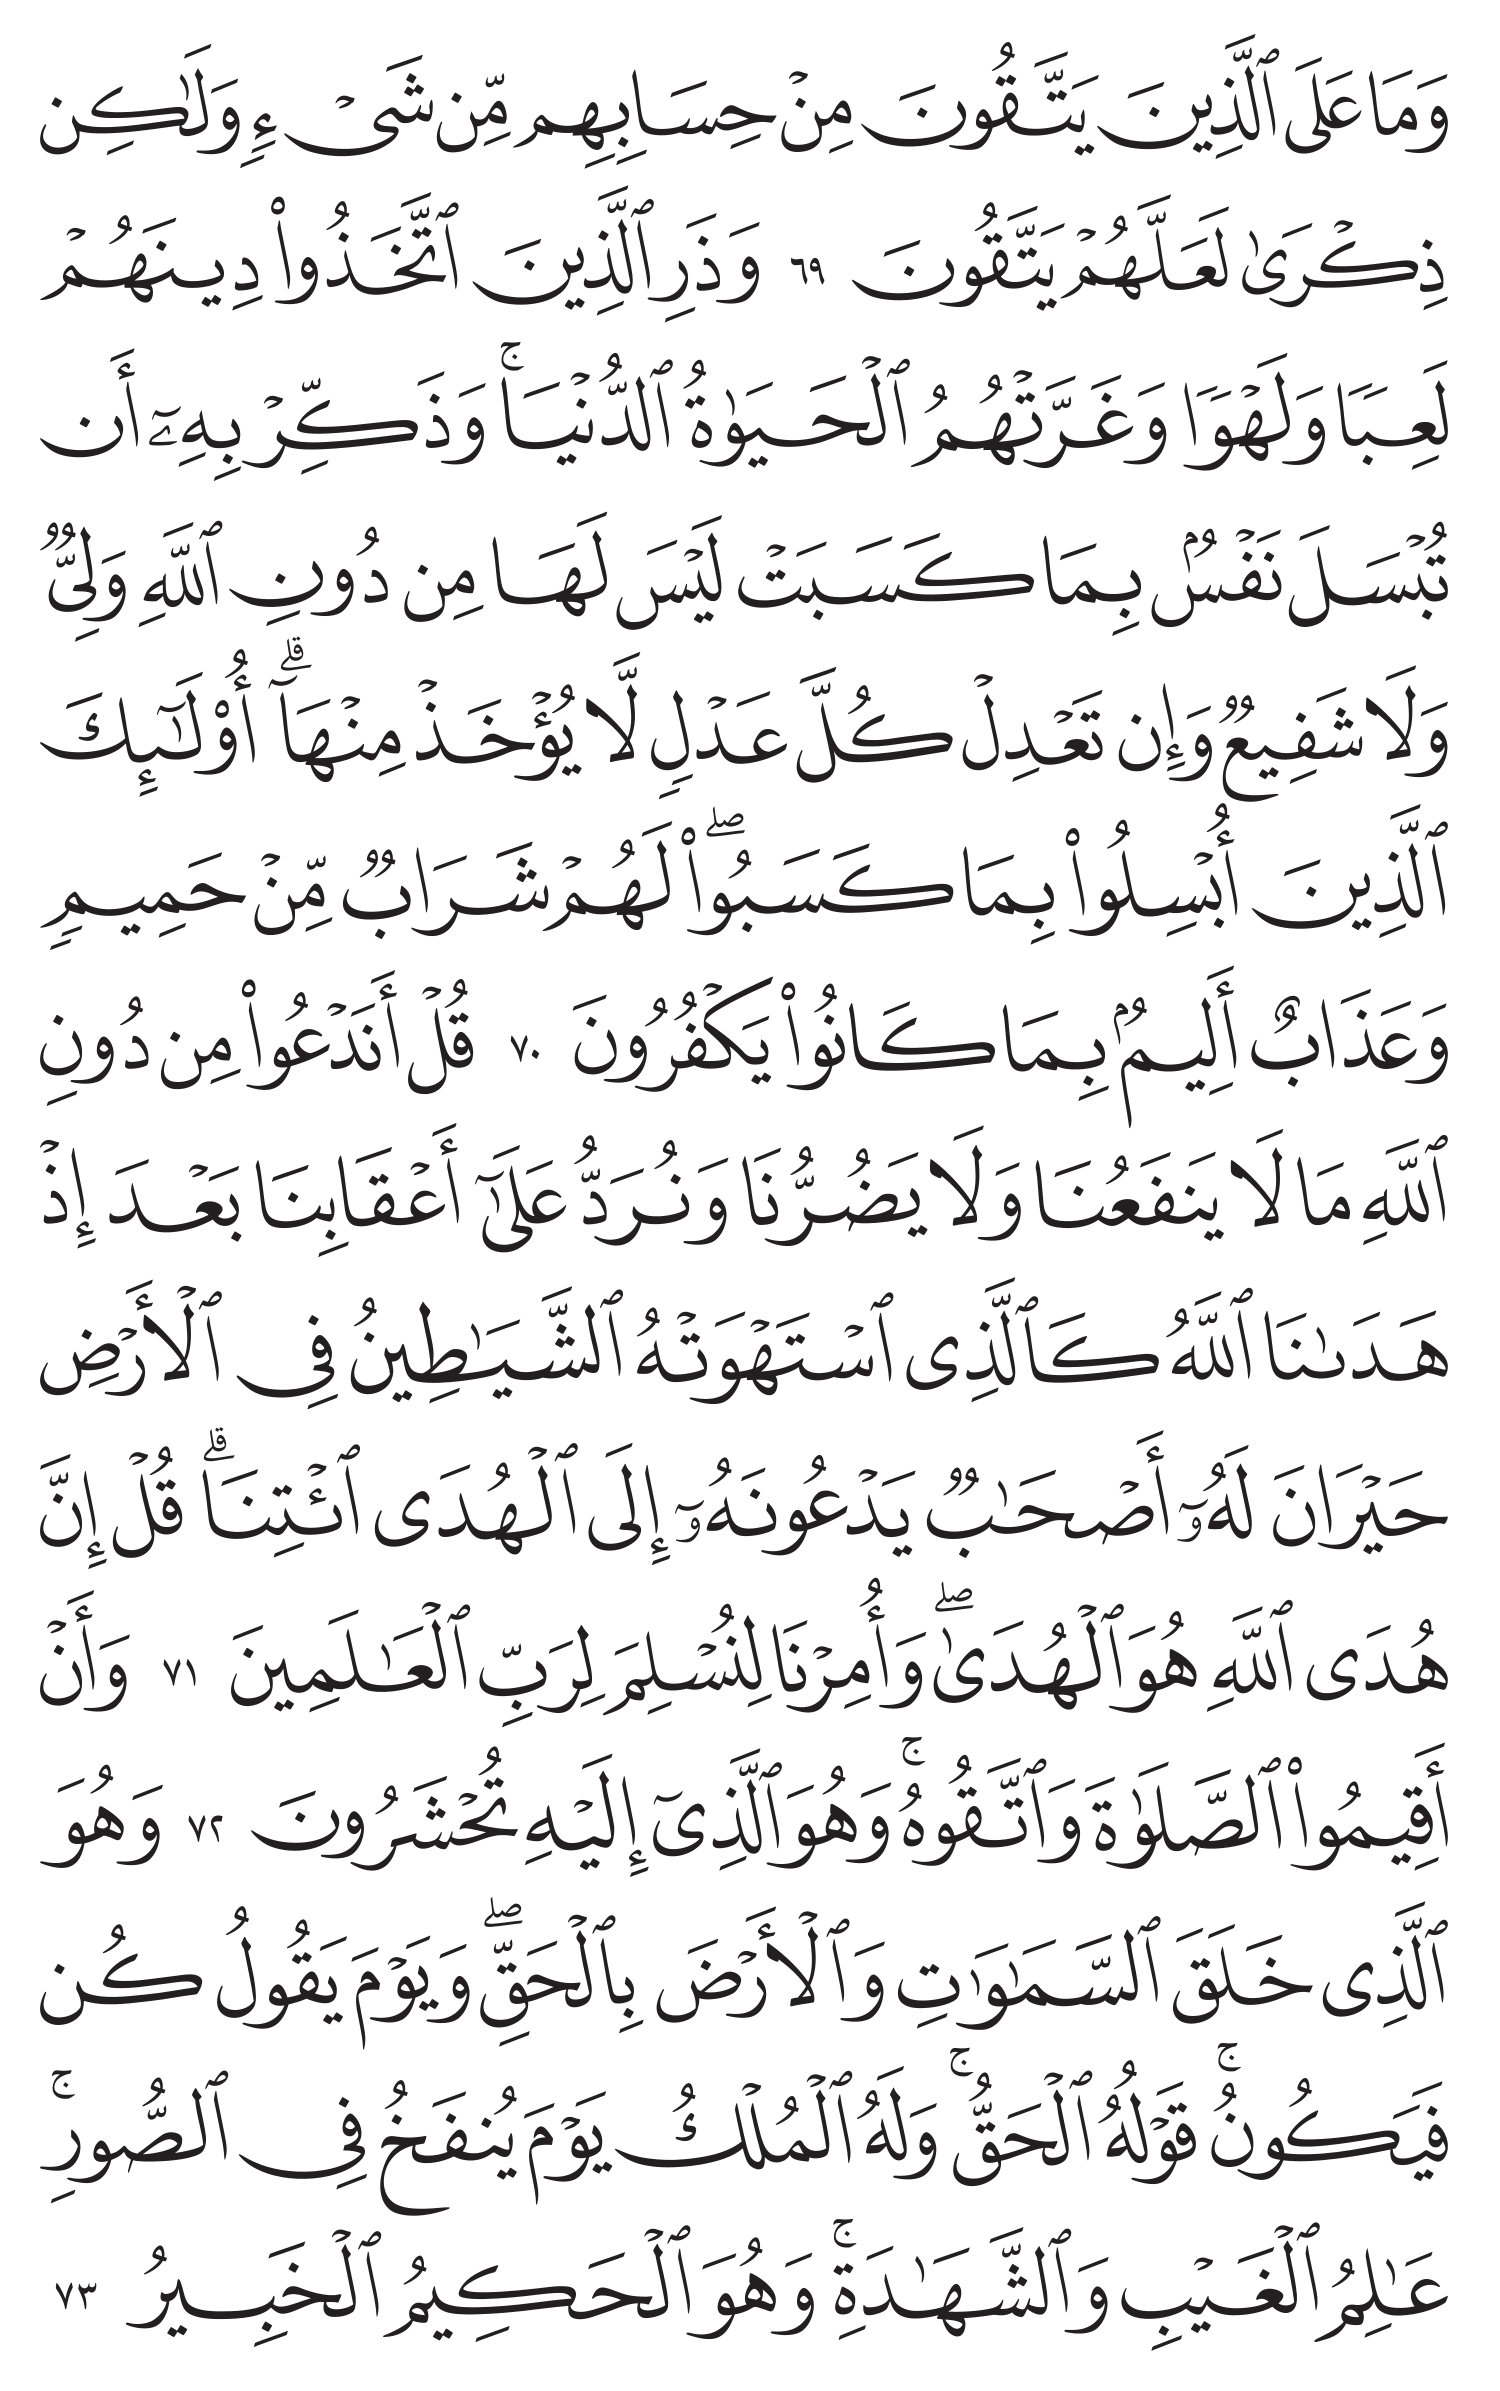 وَمَا عَلَى ٱلَّذِينَ يَتَّقُونَ مِنْ حِسَابِهِم مِّن شَىْءٍ وَلَٰكِن
ذِكْرَىٰ لَعَلَّهُمْ يَتَّقُونَ ٦٩ وَذَرِ ٱلَّذِينَ ٱتَّخَذُوا۟ دِينَهُمْ
لَعِبًا وَلَهْوًا وَغَرَّتْهُمُ ٱلْحَيَوٰةُ ٱلدُّنْيَا ۚ وَذَكِّرْ بِهِۦٓ أَن
تُبْسَلَ نَفْسٌۢ بِمَا كَسَبَتْ لَيْسَ لَهَا مِن دُونِ ٱللَّهِ وَلِىٌّ
وَلَا شَفِيعٌ وَإِن تَعْدِلْ كُلَّ عَدْلٍ لَّا يُؤْخَذْ مِنْهَآ ۗ أُو۟لَٰٓئِكَ
ٱلَّذِينَ أُبْسِلُوا۟ بِمَا كَسَبُوا۟ ۖ لَهُمْ شَرَابٌ مِّنْ حَمِيمٍ
وَعَذَابٌ أَلِيمٌۢ بِمَا كَانُوا۟ يَكْفُرُونَ ٧٠ قُلْ أَنَدْعُوا۟ مِن دُونِ
ٱللَّهِ مَا لَا يَنفَعُنَا وَلَا يَضُرُّنَا وَنُرَدُّ عَلَىٰٓ أَعْقَابِنَا بَعْدَ إِذْ
هَدَىٰنَا ٱللَّهُ كَٱلَّذِى ٱسْتَهْوَتْهُ ٱلشَّيَٰطِينُ فِى ٱلْأَرْضِ
حَيْرَانَ لَهُۥٓ أَصْحَٰبٌ يَدْعُونَهُۥٓ إِلَى ٱلْهُدَى ٱئْتِنَا ۗ قُلْ إِنَّ
هُدَى ٱللَّهِ هُوَ ٱلْهُدَىٰ ۖ وَأُمِرْنَا لِنُسْلِمَ لِرَبِّ ٱلْعَٰلَمِينَ ٧١ وَأَنْ
أَقِيمُوا۟ ٱلصَّلَوٰةَ وَٱتَّقُوهُ ۚ وَهُوَ ٱلَّذِىٓ إِلَيْهِ تُحْشَرُونَ ٧٢ وَهُوَ
ٱلَّذِى خَلَقَ ٱلسَّمَٰوَٰتِ وَٱلْأَرْضَ بِٱلْحَقِّ ۖ وَيَوْمَ يَقُولُ كُن
فَيَكُونُ ۚ قَوْلُهُ ٱلْحَقُّ ۚ وَلَهُ ٱلْمُلْكُ يَوْمَ يُنفَخُ فِى ٱلصُّورِ ۚ
عَٰلِمُ ٱلْغَيْبِ وَٱلشَّهَٰدَةِ ۚ وَهُوَ ٱلْحَكِيمُ ٱلْخَبِيرُ ٧٣